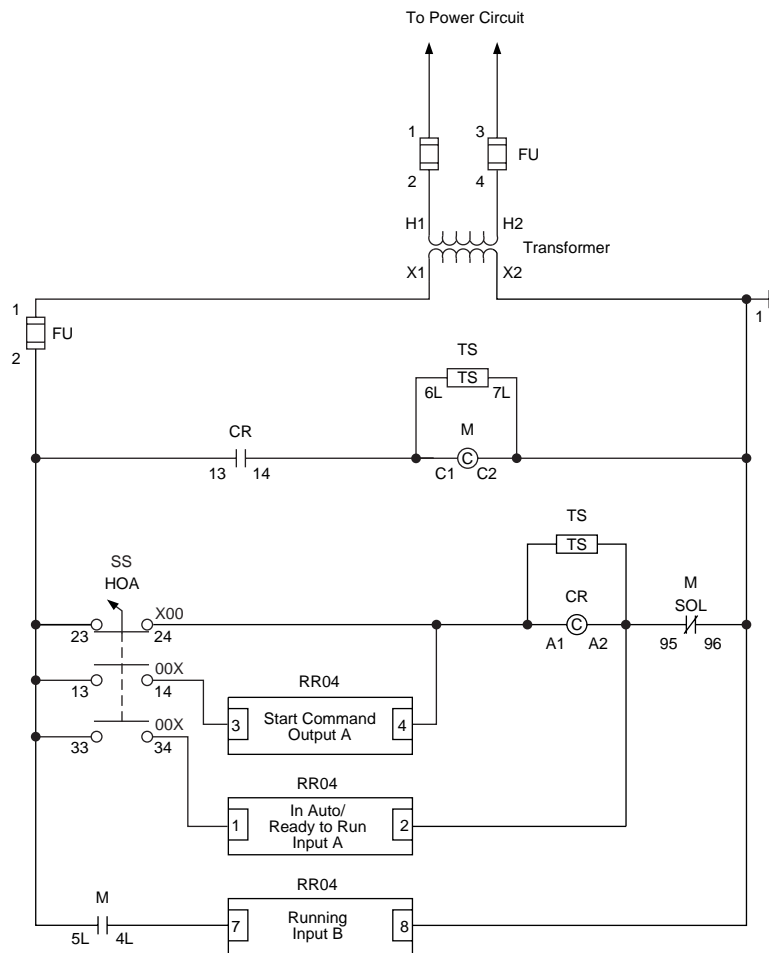 To Power Circuit
1 3
FU
2 4
H1 H2
Transformer
X1 X2
1
FU
2
1
TS
TS
6L 7L
CR M
13 14 C1 C C2
TS
TS
SS
HOA
CR M
SOL
X00
23 24 A1 C A2 95 96
00X
13 14
RR04
3 Start Command 4
Output A
00X
33 34
RR04
In Auto/
1 Ready to Run 2
Input A
RR04
M
5L 4L
7 Running 8
Input B